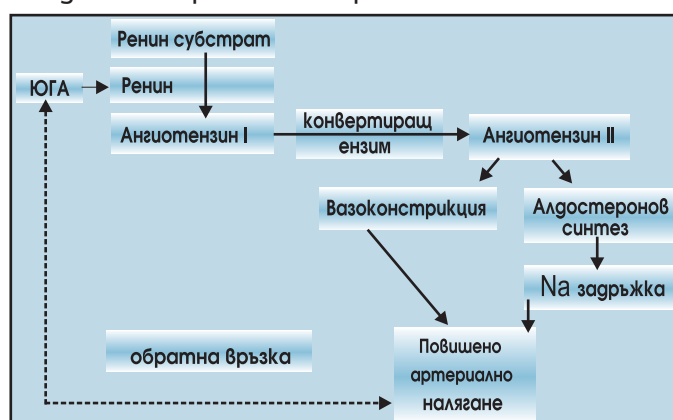 Ренин субстрат
ЮГА
Ренин
Ангиотензин I
конвертиращ
ензим
Ангиотензин II
Вазоконстрикция
Алдостеронов
синтез
Na задръжка
обратна връзка
Повишено
артериално
налягане